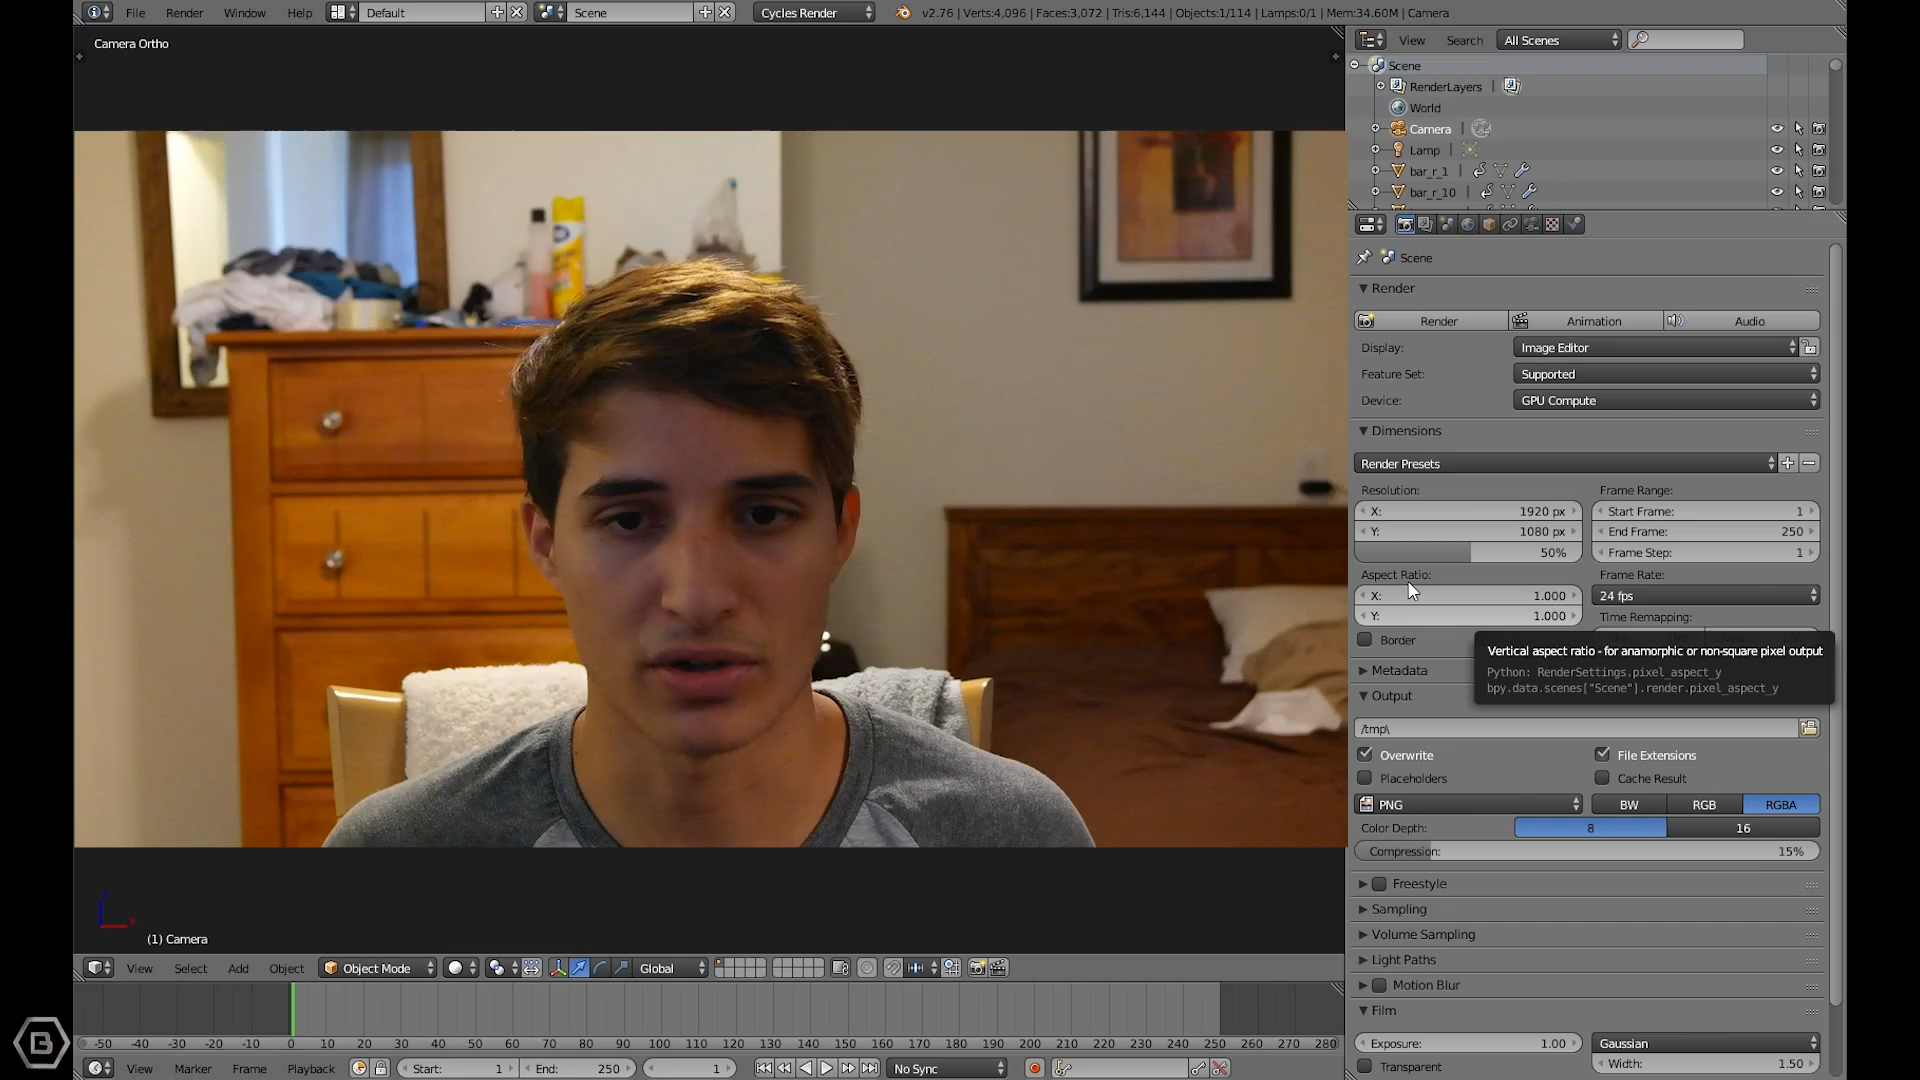 File Render Window Help Default Scene Cycles Render v2.76 | Verts:4,096 | Faces:3,072 | Tris:6,144 | Objects:1/114 | Lamps:0/1 | Mem:34.60M | Camera
Camera Ortho
View Search All Scenes
Scene
RenderLayers
World
Camera
Lamp
bar_r_1
bar_r_10
Scene
Render
Render Animation Audio
Display: Image Editor
Feature Set: Supported
Device: GPU Compute
Dimensions
Render Presets
Resolution: Frame Range:
X: 1920 px Start Frame: 1
Y: 1080 px End Frame: 250
50% Frame Step: 1
Aspect Ratio: Frame Rate:
X: 1.000 24 fps
Y: 1.000 Time Remapping:
Border
Vertical aspect ratio - for anamorphic or non-square pixel output
Python: RenderSettings.pixel_aspect_y
bpy.data.scenes["Scene"].render.pixel_aspect_y
Metadata
Output
/tmp\
Overwrite File Extensions
Placeholders Cache Result
PNG BW RGB RGBA
Color Depth: 8 16
Compression: 15%
Freestyle
Sampling
Volume Sampling
Light Paths
Motion Blur
Film
Exposure: 1.00 Gaussian
Transparent Width: 1.50
(1) Camera
View Select Add Object Object Mode Global
-50 -40 -30 -20 -10 0 10 20 30 40 50 60 70 80 90 100 110 120 130 140 150 160 170 180 190 200 210 220 230 240 250 260 270 280
View Marker Frame Playback Start: 1 End: 250 1 No Sync